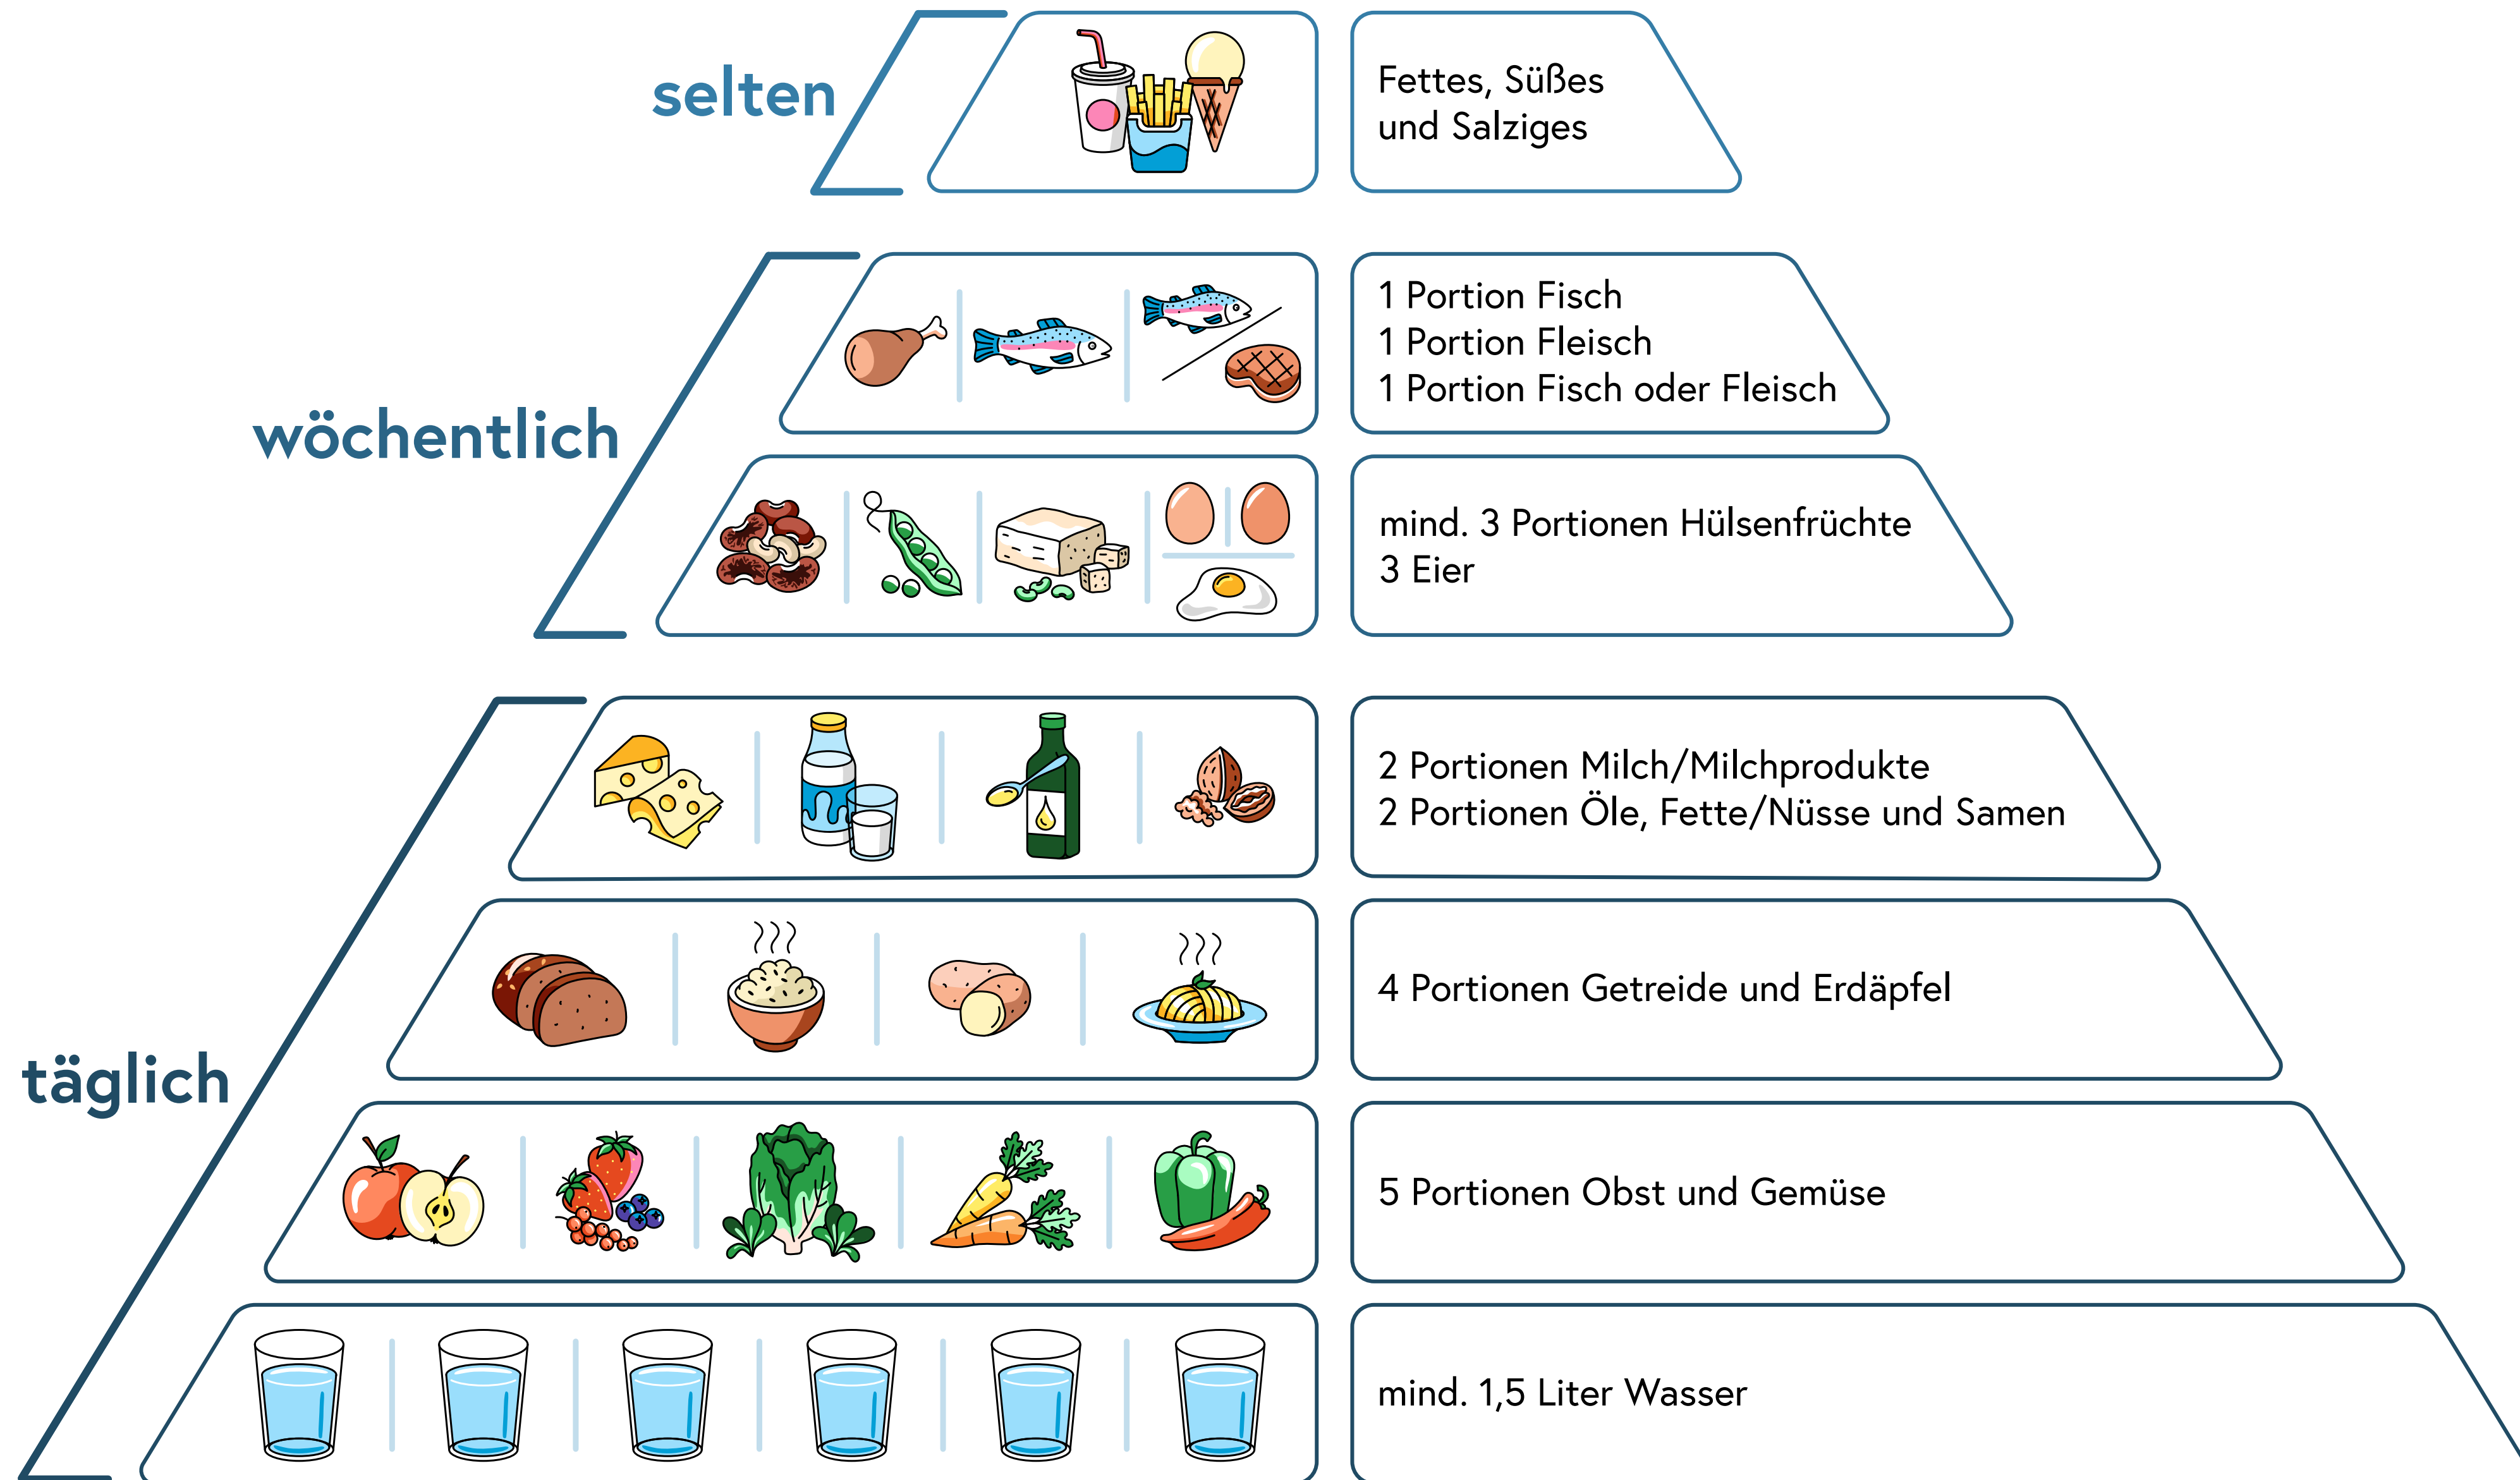 selten
Fettes, Süßes
und Salziges
wöchentlich
1 Portion Fisch
1 Portion Fleisch
1 Portion Fisch oder Fleisch
mind. 3 Portionen Hülsenfrüchte
3 Eier
täglich
2 Portionen Milch/Milchprodukte
2 Portionen Öle, Fette/Nüsse und Samen
4 Portionen Getreide und Erdäpfel
5 Portionen Obst und Gemüse
mind. 1,5 Liter Wasser